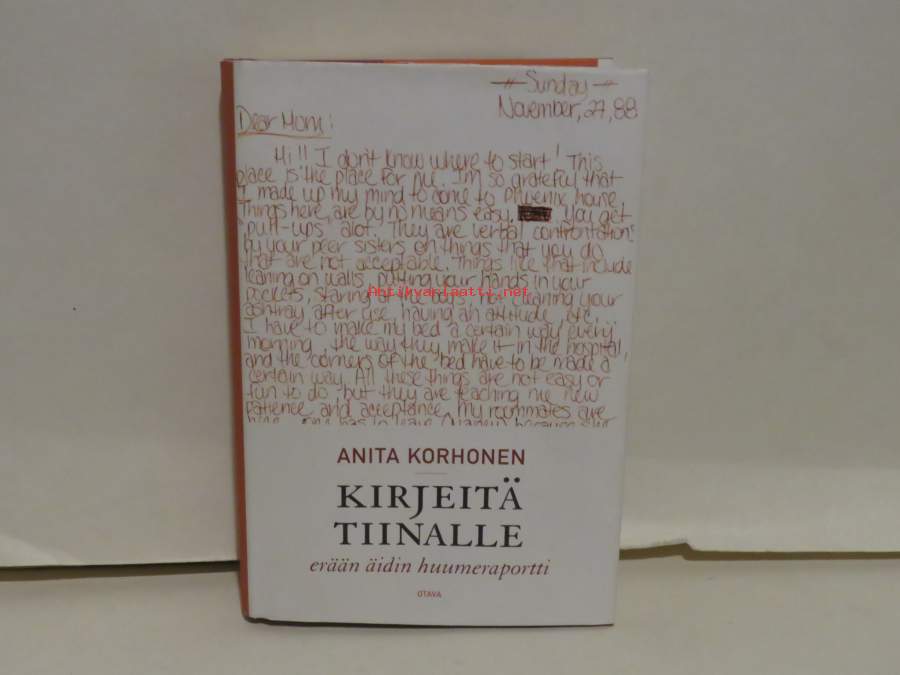 Sunday
November, 27, 88
Dear Mom:
Hi!! I don't know where to start! This
place is the place for me. I'm so grateful that
I made up my mind to come to Phoenix house
Things here, are by no means easy, you get
pull-ups alot. They are verbal confrontations
by your peer sisters on things that you do
that are not acceptable. Things like that include
leaning on walls, putting your hands in your
pockets, staring at the boys, not cleaning your
ashtray after use, having an attitude, etc,
I have to make my bed a certain way every
morning, the way they make it in the hospital,
and the corners of the bed have to be made a
certain way. All these things are not easy or
fun to do but they are teaching me new
patience and acceptance, my roommates are
Antikvariaatti.net
ANITA KORHONEN
KIRJEITÄ
TIINALLE
erään äidin huumeraportti
OTAVA